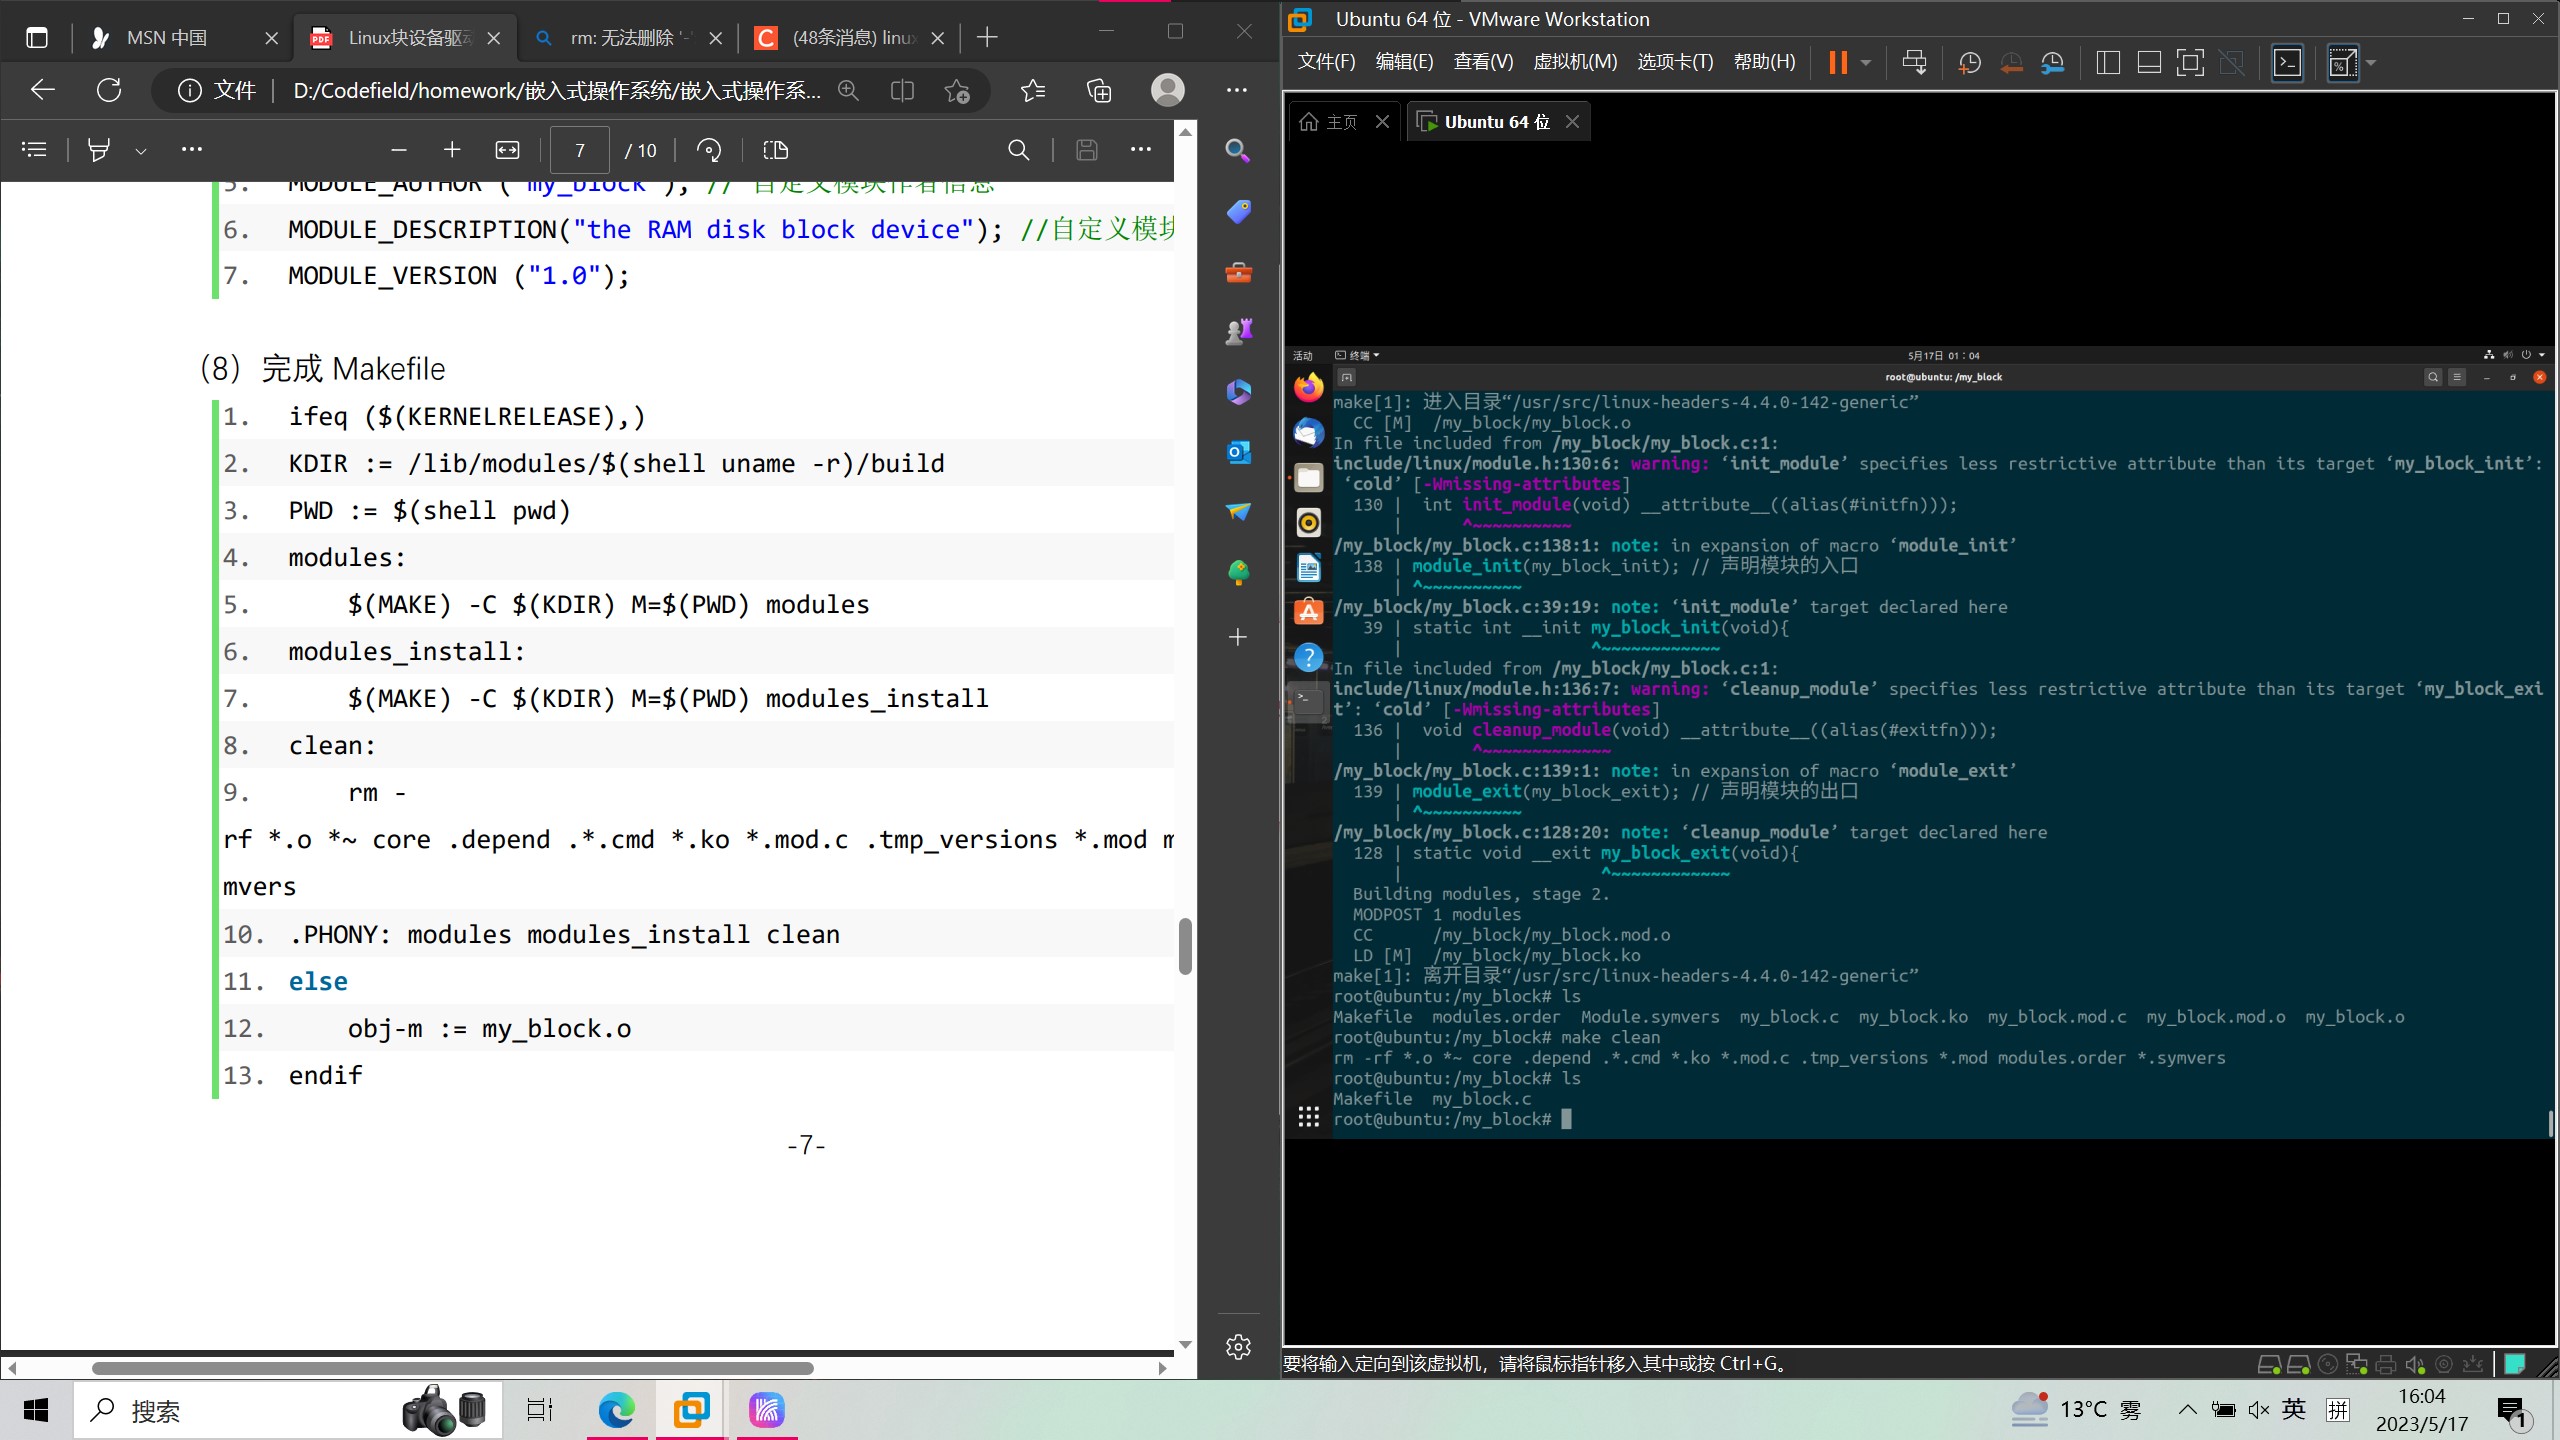 MSN 中国
Linux块设备驱动
rm: 无法删除 '-'
(48条消息) linux
文件
D:/Codefield/homework/嵌入式操作系统/嵌入式操作系...
7 / 10
5. MODULE_AUTHOR ("my_block"); // 自定义模块作者信息
6. MODULE_DESCRIPTION("the RAM disk block device"); //自定义模块
7. MODULE_VERSION ("1.0");
（8）完成 Makefile
1. ifeq ($(KERNELRELEASE),)
2. KDIR := /lib/modules/$(shell uname -r)/build
3. PWD := $(shell pwd)
4. modules:
5. $(MAKE) -C $(KDIR) M=$(PWD) modules
6. modules_install:
7. $(MAKE) -C $(KDIR) M=$(PWD) modules_install
8. clean:
9. rm -
rf *.o *~ core .depend .*.cmd *.ko *.mod.c .tmp_versions *.mod m
mvers
10. .PHONY: modules modules_install clean
11. else
12. obj-m := my_block.o
13. endif
-7-
Ubuntu 64 位 - VMware Workstation
文件(F) 编辑(E) 查看(V) 虚拟机(M) 选项卡(T) 帮助(H)
主页
Ubuntu 64 位
活动 终端 5月17日 01：04
root@ubuntu: /my_block
make[1]: 进入目录“/usr/src/linux-headers-4.4.0-142-generic”
CC [M] /my_block/my_block.o
In file included from /my_block/my_block.c:1:
include/linux/module.h:130:6: warning: ‘init_module’ specifies less restrictive attribute than its target ‘my_block_init’:
‘cold’ [-Wmissing-attributes]
130 | int init_module(void) __attribute__((alias(#initfn)));
| ^~~~~~~~~~~
/my_block/my_block.c:138:1: note: in expansion of macro ‘module_init’
138 | module_init(my_block_init); // 声明模块的入口
| ^~~~~~~~~~~
/my_block/my_block.c:39:19: note: ‘init_module’ target declared here
39 | static int __init my_block_init(void){
| ^~~~~~~~~~~~~
In file included from /my_block/my_block.c:1:
include/linux/module.h:136:7: warning: ‘cleanup_module’ specifies less restrictive attribute than its target ‘my_block_exi
t’: ‘cold’ [-Wmissing-attributes]
136 | void cleanup_module(void) __attribute__((alias(#exitfn)));
| ^~~~~~~~~~~~~~
/my_block/my_block.c:139:1: note: in expansion of macro ‘module_exit’
139 | module_exit(my_block_exit); // 声明模块的出口
| ^~~~~~~~~~~
/my_block/my_block.c:128:20: note: ‘cleanup_module’ target declared here
128 | static void __exit my_block_exit(void){
| ^~~~~~~~~~~~~
Building modules, stage 2.
MODPOST 1 modules
CC /my_block/my_block.mod.o
LD [M] /my_block/my_block.ko
make[1]: 离开目录“/usr/src/linux-headers-4.4.0-142-generic”
root@ubuntu:/my_block# ls
Makefile modules.order Module.symvers my_block.c my_block.ko my_block.mod.c my_block.mod.o my_block.o
root@ubuntu:/my_block# make clean
rm -rf *.o *~ core .depend .*.cmd *.ko *.mod.c .tmp_versions *.mod modules.order *.symvers
root@ubuntu:/my_block# ls
Makefile my_block.c
root@ubuntu:/my_block#
要将输入定向到该虚拟机，请将鼠标指针移入其中或按 Ctrl+G。
搜索
13°C 雾
英
拼
16:04
2023/5/17
1